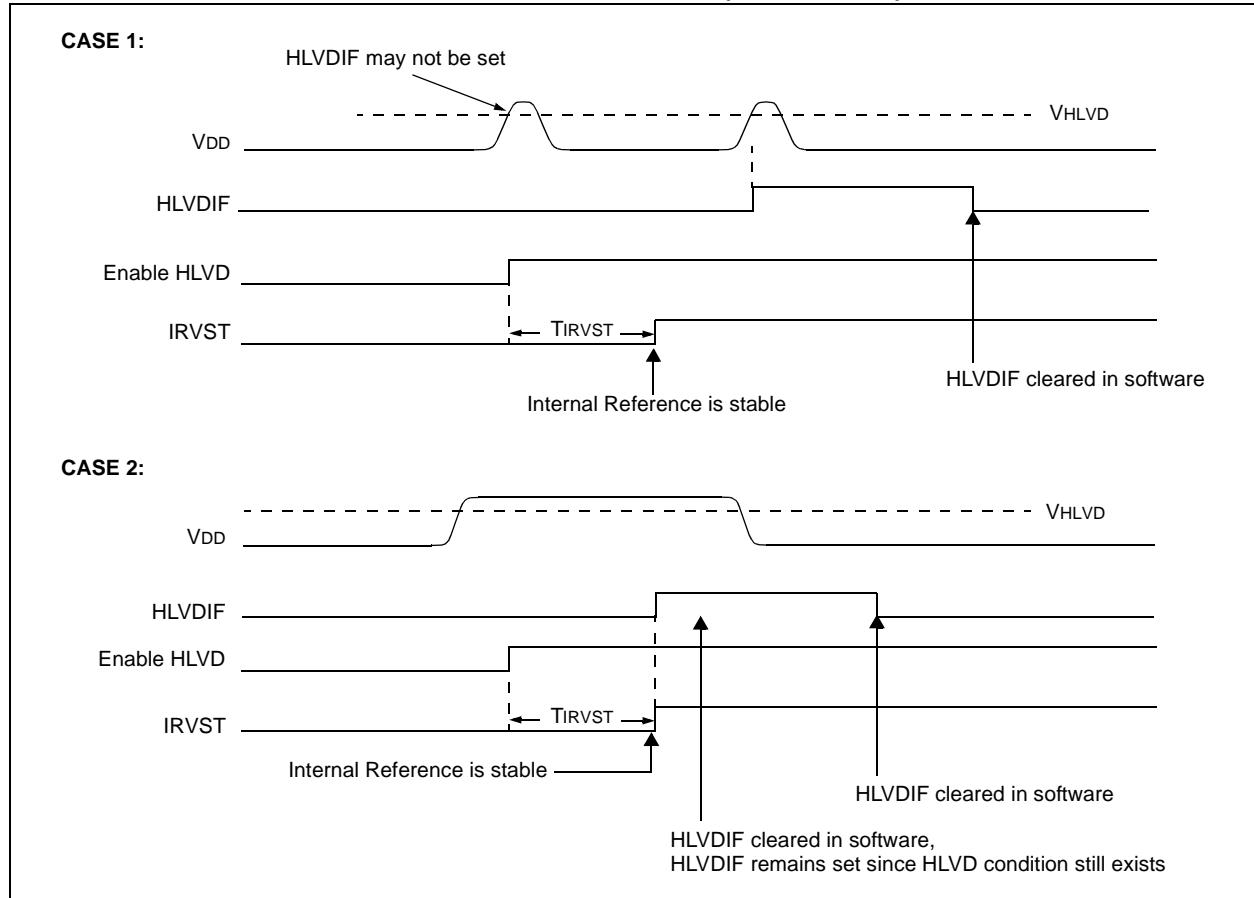 CASE 1:
HLVDIF may not be set
VHLVD
VDD
HLVDIF
Enable HLVD
TIRVST
IRVST
HLVDIF cleared in software
Internal Reference is stable
CASE 2:
VHLVD
VDD
HLVDIF
Enable HLVD
TIRVST
IRVST
Internal Reference is stable
HLVDIF cleared in software
HLVDIF cleared in software,
HLVDIF remains set since HLVD condition still exists